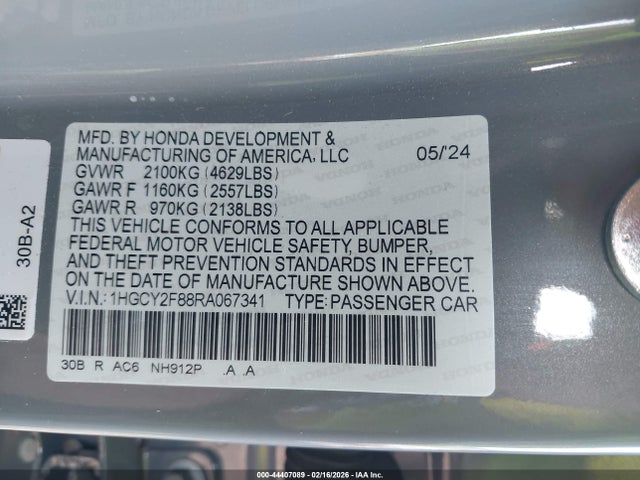 MFD. BY HONDA DEVELOPMENT &
MANUFACTURING OF AMERICA, LLC 05/'24
GVWR 2100KG (4629LBS)
GAWR F 1160KG (2557LBS)
GAWR R 970KG (2138LBS)
THIS VEHICLE CONFORMS TO ALL APPLICABLE
FEDERAL MOTOR VEHICLE SAFETY, BUMPER,
AND THEFT PREVENTION STANDARDS IN EFFECT
ON THE DATE OF MANUFACTURE SHOWN ABOVE.
V.I.N.: 1HGCY2F88RA067341 TYPE: PASSENGER CAR
30B R AC6 NH912P .A .A
30B-A2
000-44407089 - 02/16/2026 - IAAI.com